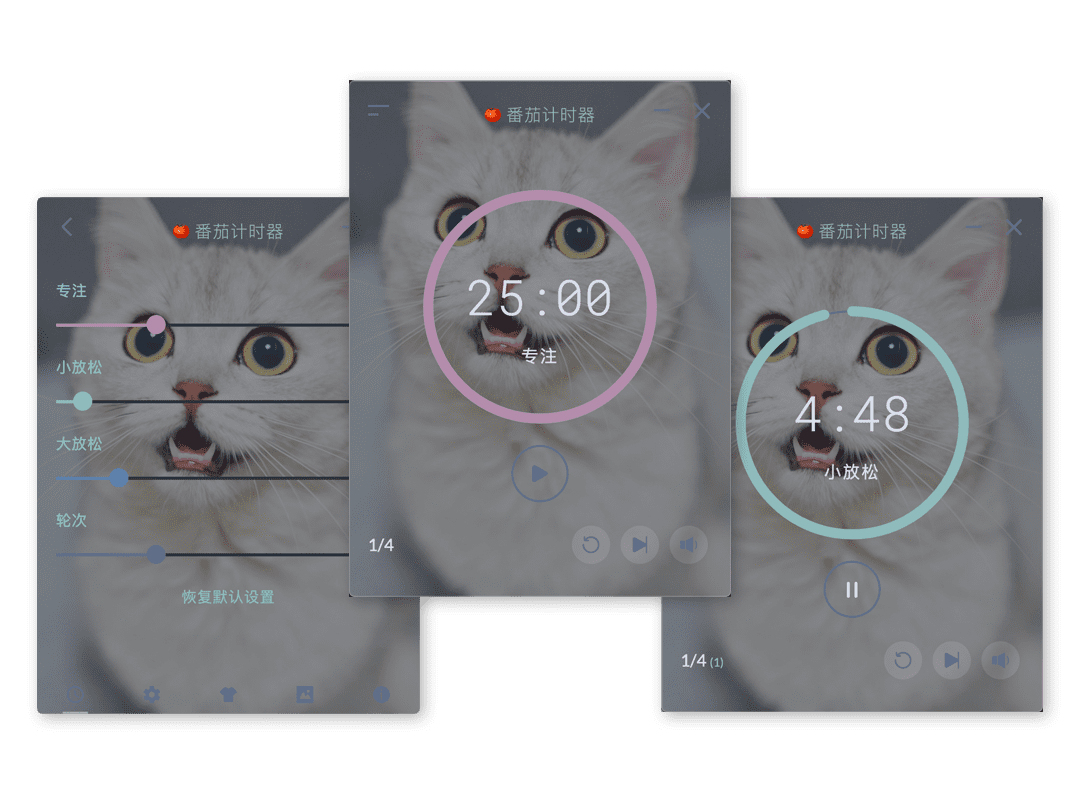 番茄计时器
专注
小放松
大放松
轮次
恢复默认设置
番茄计时器
25:00
专注
1/4
番茄计时器
4:48
小放松
1/4 (1)